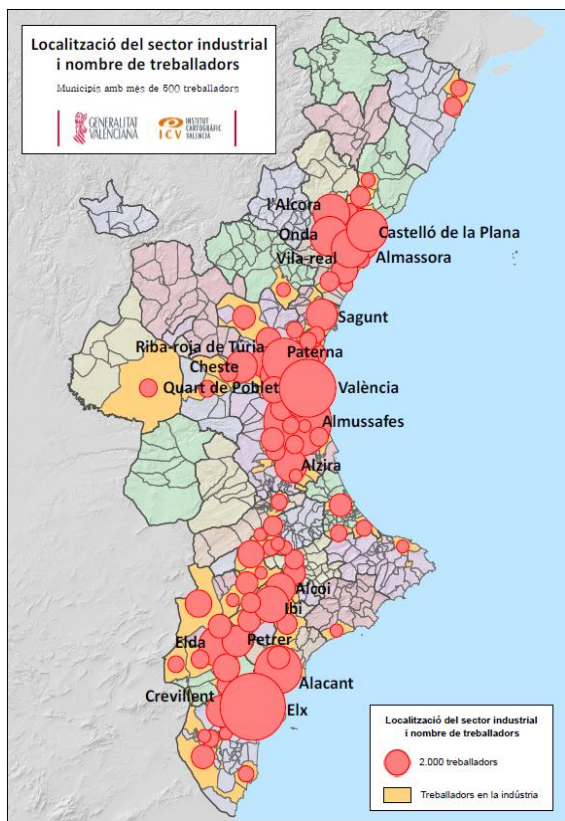 Localització del sector industrial
i nombre de treballadors
Municipis amb més de 500 treballadors
GENERALITAT
VALENCIANA
ICV
INSTITUT
CARTOGRÀFIC
VALENCIÀ
l'Alcora
Onda
Castelló de la Plana
Vila-real
Almassora
Sagunt
Riba-roja de Túria
Paterna
Cheste
Quart de Poblet
València
Almussafes
Alzira
Alcoi
Ibi
Elda
Petrer
Alacant
Crevillent
Elx
Localització del sector industrial
i nombre de treballadors
2.000 treballadors
Treballadors en la indústria